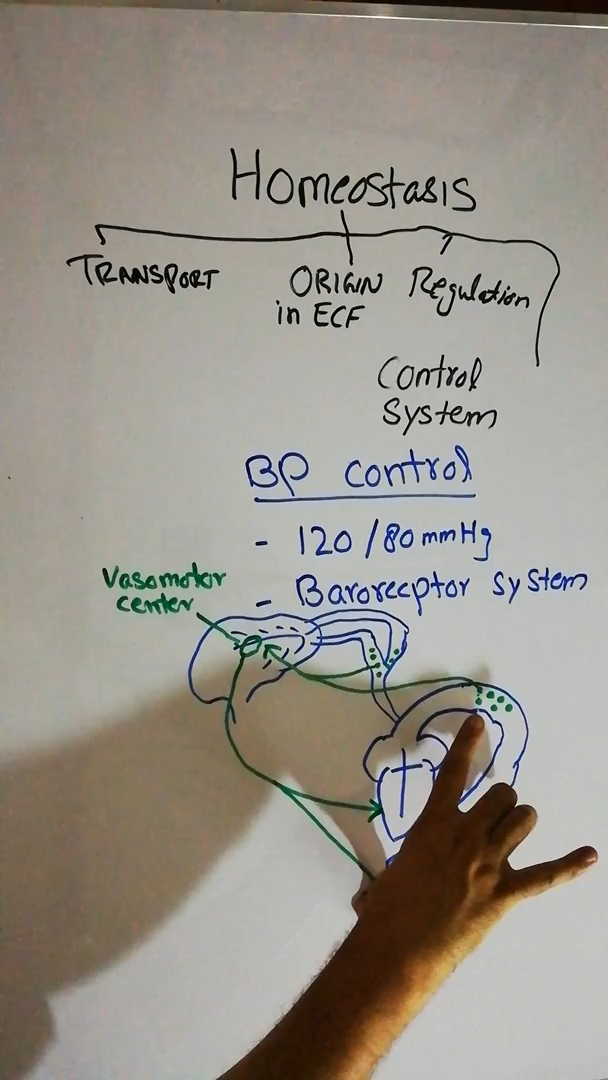 Homeostasis
TRANSPORT
ORIGIN
in ECF
Regulation
Control
System
BP control
- 120/80mmHg
- Baroreceptor system
Vasomotor
center